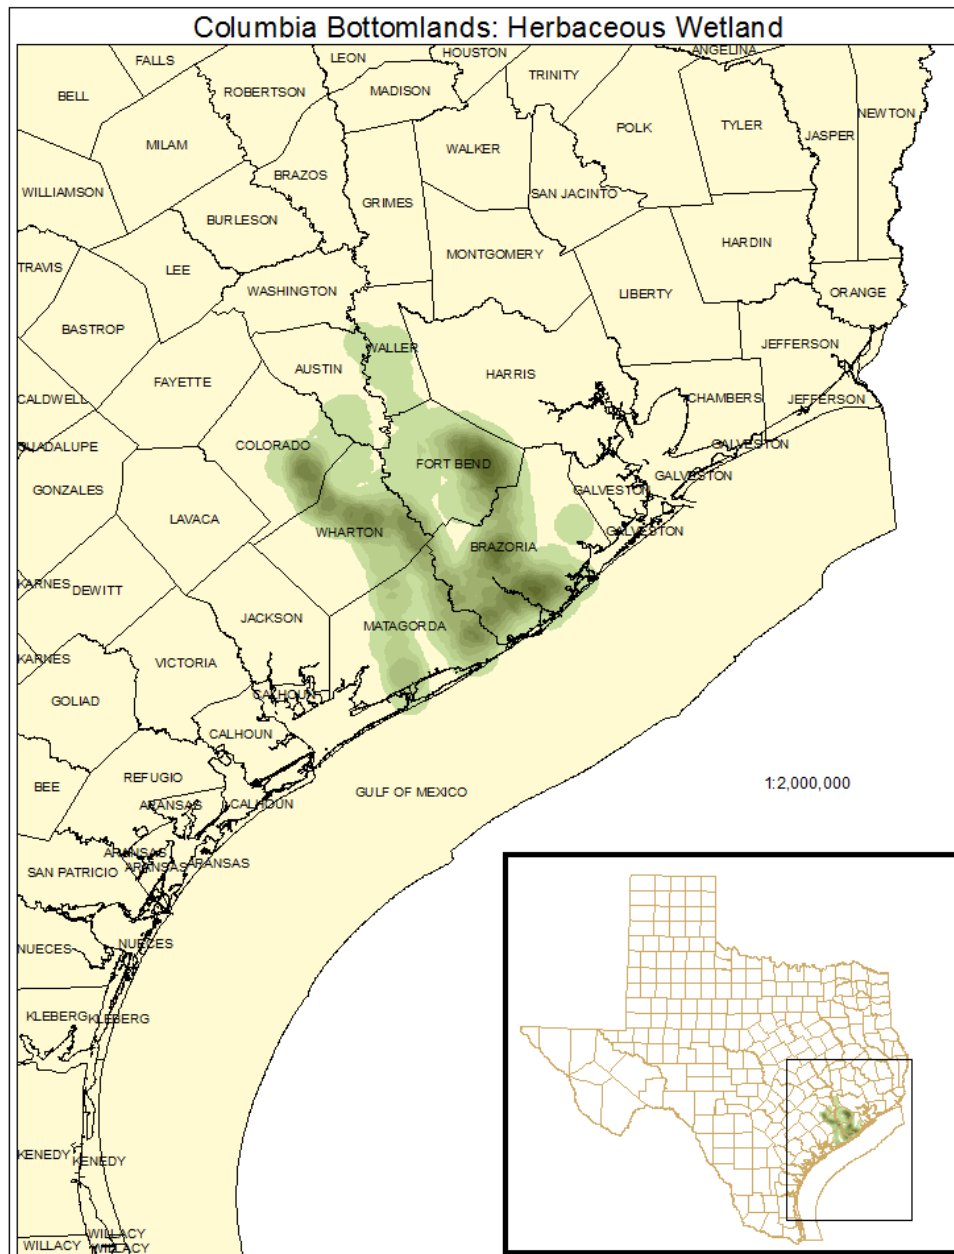 Columbia Bottomlands: Herbaceous Wetland
FALLS
LEON
HOUSTON
ANGELINA
BELL
ROBERTSON
MADISON
TRINITY
NEWTON
MILAM
WALKER
POLK
TYLER
JASPER
WILLIAMSON
BRAZOS
GRIMES
SAN JACINTO
BURLESON
MONTGOMERY
HARDIN
TRAVIS
LEE
WASHINGTON
LIBERTY
ORANGE
BASTROP
WALLER
JEFFERSON
AUSTIN
HARRIS
FAYETTE
CALDWELL
CHAMBERS
JEFFERSON
GUADALUPE
COLORADO
FORT BEND
GALVESTON
GONZALES
GALVESTON
GALVESTON
LAVACA
WHARTON
BRAZORIA
GALVESTON
KARNES
DEWITT
JACKSON
MATAGORDA
KARNES
VICTORIA
GOLIAD
CALHOUN
CALHOUN
BEE
REFUGIO
ARANSAS
CALHOUN
GULF OF MEXICO
1:2,000,000
ARANSAS
ARANSAS
ARANSAS
SAN PATRICIO
NUECES
NUECES
KLEBERG
KLEBERG
KENEDY
KENEDY
WILLACY
WILLACY
WILLACY